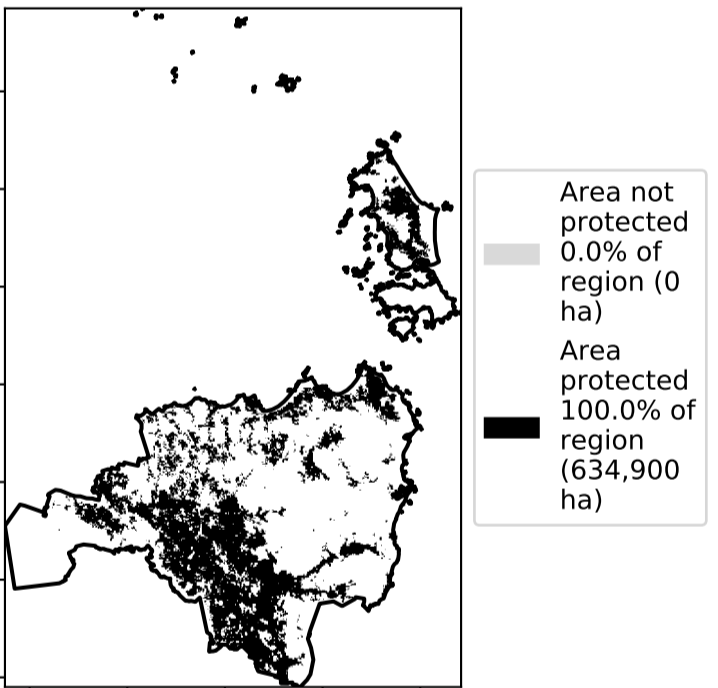 Area not
protected
0.0% of
region (0
ha)
Area
protected
100.0% of
region
(634,900
ha)